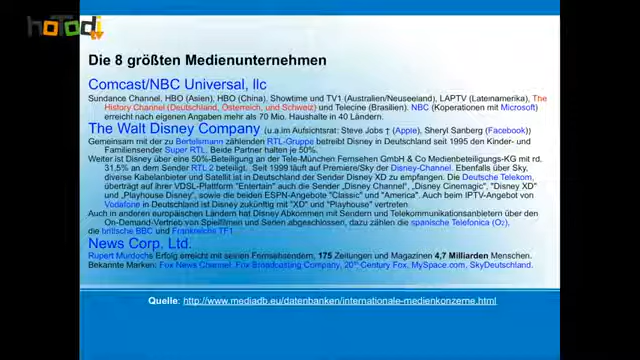 hoTodi tv
Die 8 größten Medienunternehmen
Comcast/NBC Universal, llc
Sundance Channel, HBO (Asien), HBO (China), Showtime und TV1 (Australien/Neuseeland), LAPTV (Latenamerika), The
History Channel (Deutschland, Österreich, und Schweiz) und Telecine (Brasilien). NBC (Koperationen mit Microsoft)
erreicht nach eigenen Angaben mehr als 70 Mio. Haushalte in 40 Ländern.
The Walt Disney Company (u.a.im Aufsichtsrat: Steve Jobs † (Apple), Sheryl Sanberg (Facebook))
Gemeinsam mit der zu Bertelsmann zählenden RTL-Gruppe betreibt Disney in Deutschland seit 1995 den Kinder- und
Familiensender Super RTL. Beide Partner halten je 50%.
Weiter ist Disney über eine 50%-Beteiligung an der Tele-München Fernsehen GmbH & Co Medienbeteiligungs-KG mit rd.
31,5% an dem Sender RTL 2 beteiligt. Seit 1999 läuft auf Premiere/Sky der Disney-Channel. Ebenfalls über Sky,
diverse Kabelanbieter und Satellit ist in Deutschland der Sender Disney XD zu empfangen. Die Deutsche Telekom,
überträgt auf ihrer VDSL-Plattform "Entertain" auch die Sender „Disney Channel", „Disney Cinemagic", "Disney XD"
und „Playhouse Disney", sowie die beiden ESPN-Angebote "Classic" und "America". Auch beim IPTV-Angebot von
Vodafone in Deutschland ist Disney zukünftig mit "XD" und "Playhouse" vertreten.
Auch in anderen europäischen Ländern hat Disney Abkommen mit Sendern und Telekommunikationsanbietern über den
On-Demand-Vertrieb von Spielfilmen und Serien abgeschlossen, dazu zählen die spanische Telefonica (O₂),
die britische BBC und Frankreichs TF1.
News Corp. Ltd.
Rupert Murdochs Erfolg erreicht mit seinen Fernsehsendern, 175 Zeitungen und Magazinen 4,7 Milliarden Menschen.
Bekannte Marken: Fox News Channel, Fox Broadcasting Company, 20th Century Fox, MySpace.com, SkyDeutschland.
Quelle: http://www.mediadb.eu/datenbanken/internationale-medienkonzerne.html